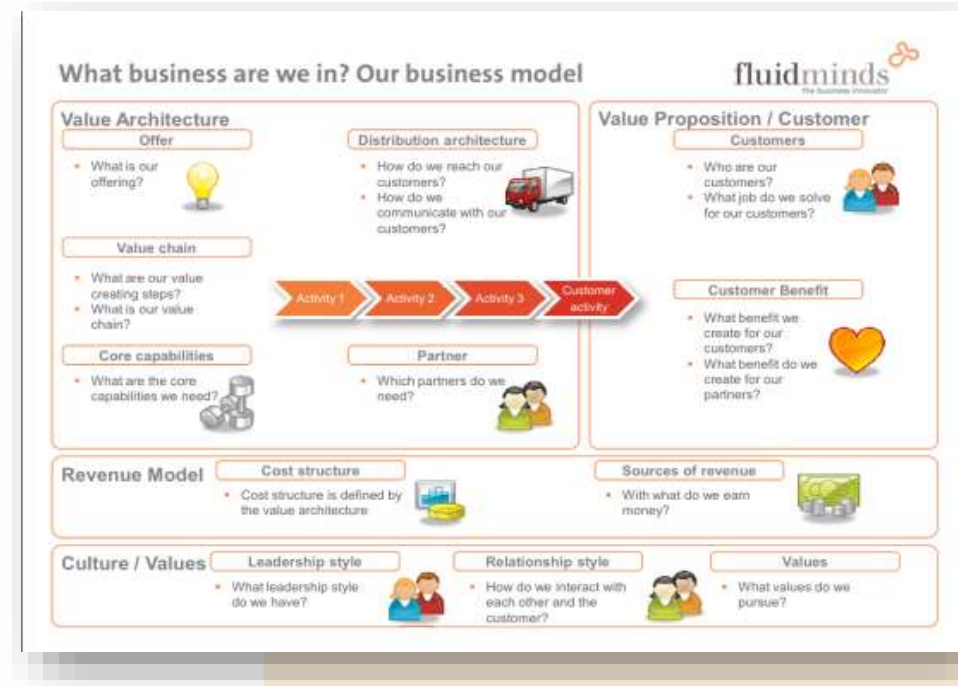 What business are we in? Our business model
fluidminds
the business innovator
Value Architecture
Offer
• What is our
offering?
Distribution architecture
• How do we reach our
customers?
• How do we
communicate with our
customers?
Value chain
• What are our value
creating steps?
• What is our value
chain?
Activity 1
Activity 2
Activity 3
Customer
activity
Core capabilities
• What are the core
capabilities we need?
Partner
• Which partners do we
need?
Value Proposition / Customer
Customers
• Who are our
customers?
• What job do we solve
for our customers?
Customer Benefit
• What benefit we
create for our
customers?
• What benefit do we
create for our
partners?
Revenue Model
Cost structure
• Cost structure is defined by
the value architecture
Sources of revenue
• With what do we earn
money?
Culture / Values
Leadership style
• What leadership style
do we have?
Relationship style
• How do we interact with
each other and the
customer?
Values
• What values do we
pursue?